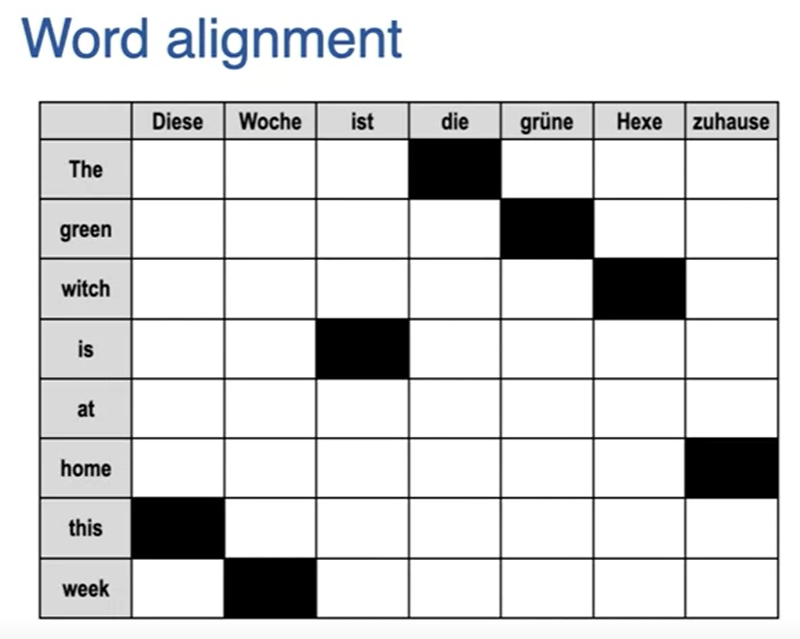 Word alignment
Diese Woche ist die grüne Hexe zuhause
The
green
witch
is
at
home
this
week